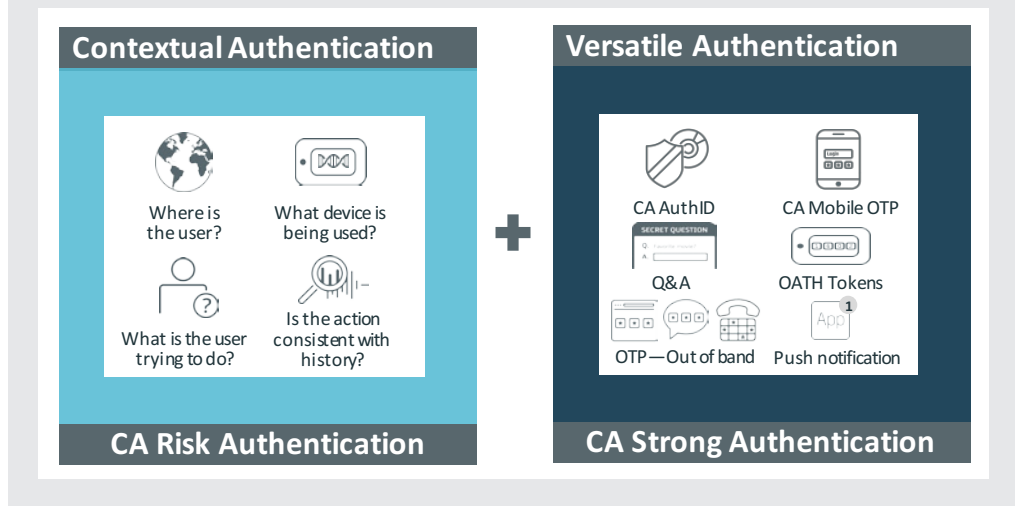 Contextual Authentication
Where is
the user?
What device is
being used?
What is the user
trying to do?
Is the action
consistent with
history?
CA Risk Authentication
Versatile Authentication
Login
CA AuthID
CA Mobile OTP
SECRET QUESTION
Q.
A.
Q&A
OATH Tokens
App
1
OTP—Out of band
Push notification
CA Strong Authentication